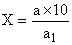 X = a×10 / a₁